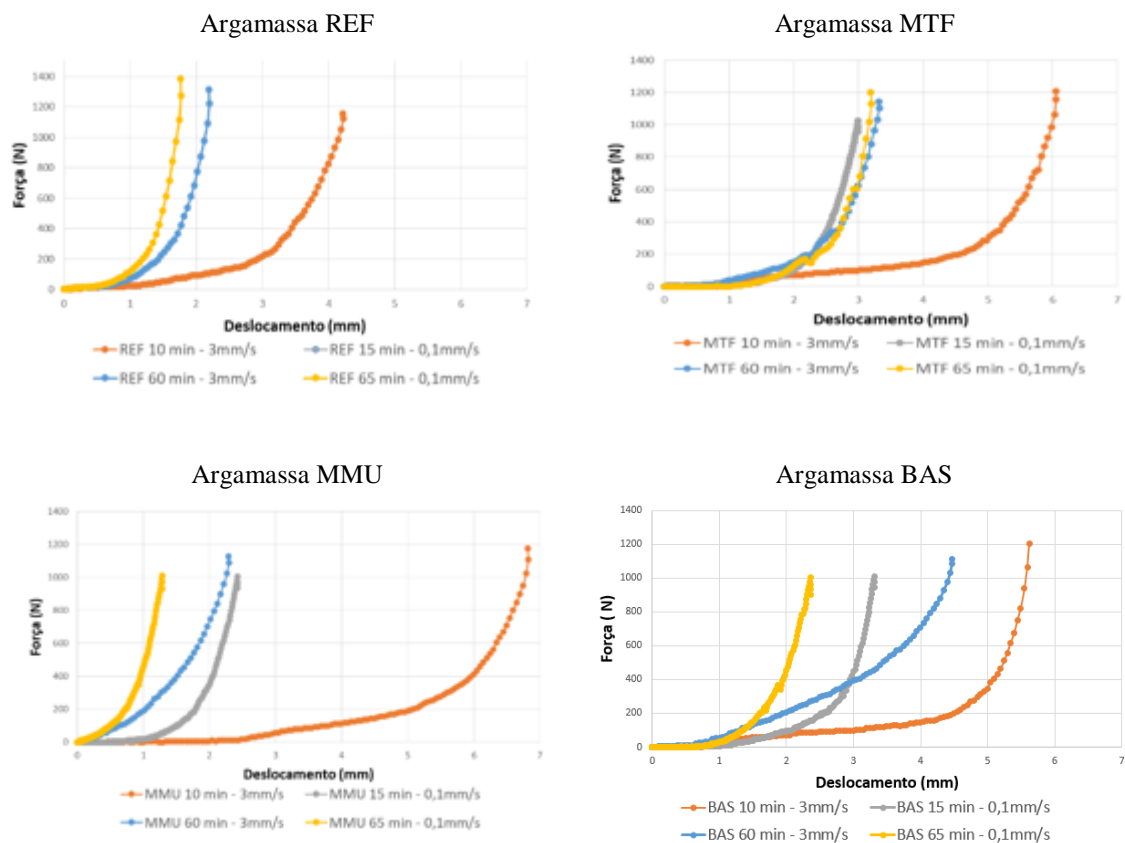 Argamassa REF
1400
1200
1000
800
600
400
200
0
Força (N)
0 1 2 3 4 5 6 7
Deslocamento (mm)
REF 10 min - 3mm/s REF 15 min - 0,1mm/s
REF 60 min - 3mm/s REF 65 min - 0,1mm/s
Argamassa MTF
1400
1200
1000
800
600
400
200
0
Força (N)
0 1 2 3 4 5 6 7
Deslocamento (mm)
MTF 10 min - 3mm/s MTF 15 min - 0,1mm/s
MTF 60 min - 3mm/s MTF 65 min - 0,1mm/s
Argamassa MMU
1400
1200
1000
800
600
400
200
0
Força (N)
0 1 2 3 4 5 6 7
Deslocamento (mm)
MMU 10 min - 3mm/s MMU 15 min - 0,1mm/s
MMU 60 min - 3mm/s MMU 65 min - 0,1mm/s
Argamassa BAS
1400
1200
1000
800
600
400
200
0
Força ( N)
0 1 2 3 4 5 6 7
Deslocamento (mm)
BAS 10 min - 3mm/s BAS 15 min - 0,1mm/s
BAS 60 min - 3mm/s BAS 65 min - 0,1mm/s